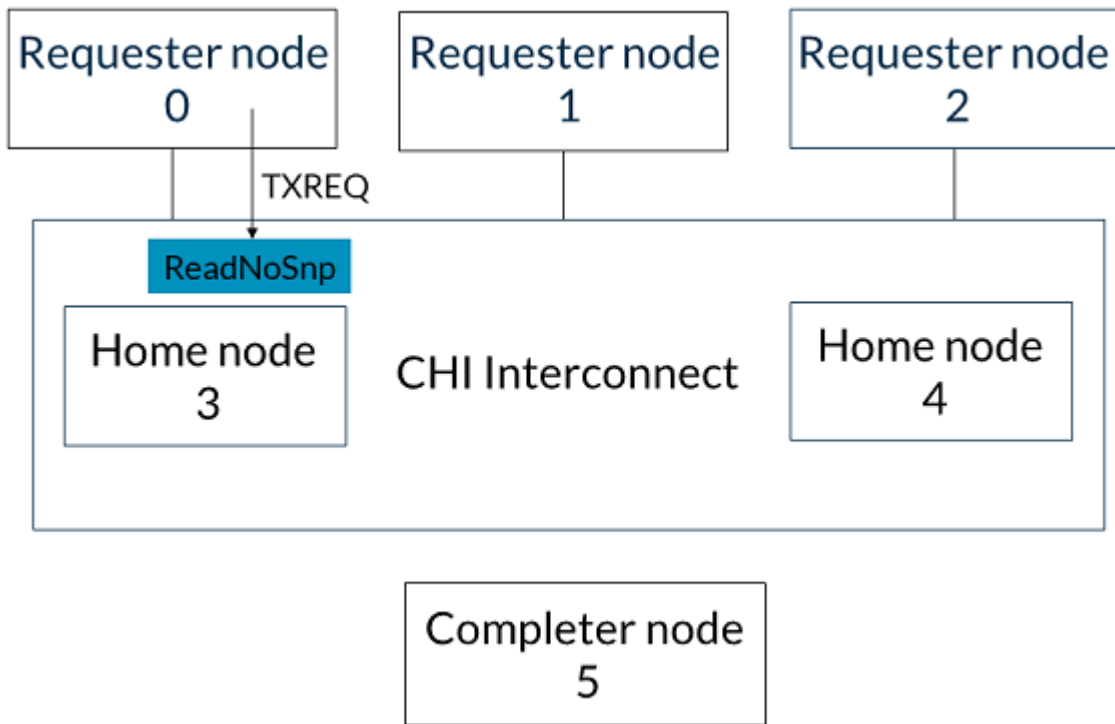 Requester node
0
Requester node
1
Requester node
2
TXREQ
ReadNoSnp
Home node
3
CHI Interconnect
Home node
4
Completer node
5